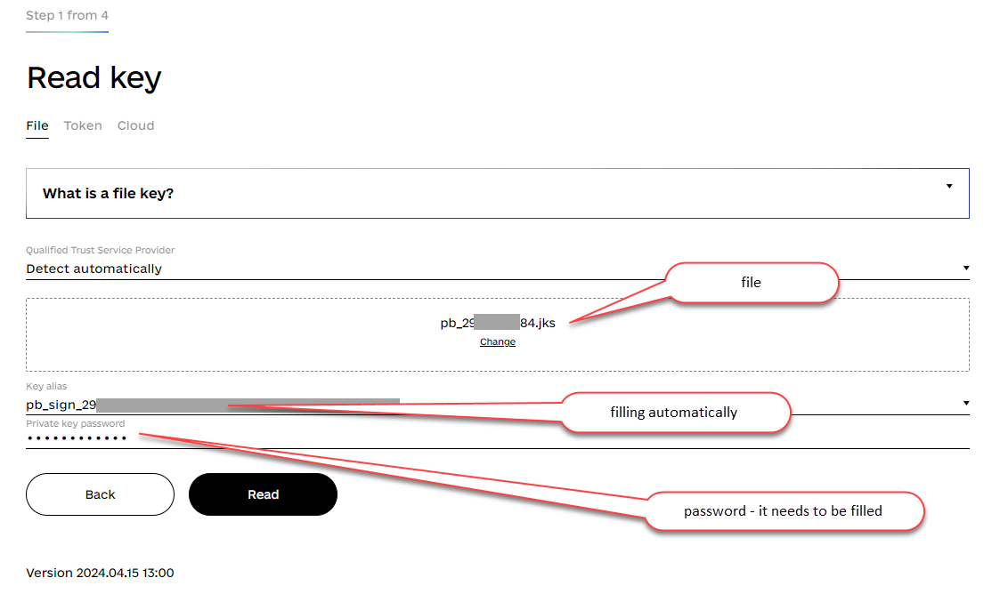 Step 1 from 4
Read key
File Token Cloud
What is a file key?
Qualified Trust Service Provider
Detect automatically
file
pb_29 84.jks
Change
Key alias
pb_sign_29
filling automatically
Private key password
••••••••••••
Back Read
password - it needs to be filled
Version 2024.04.15 13:00